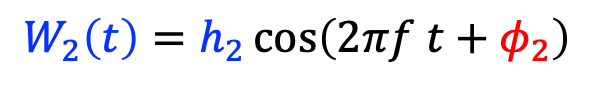 W₂(t) = h₂ cos(2πf t + ϕ₂)